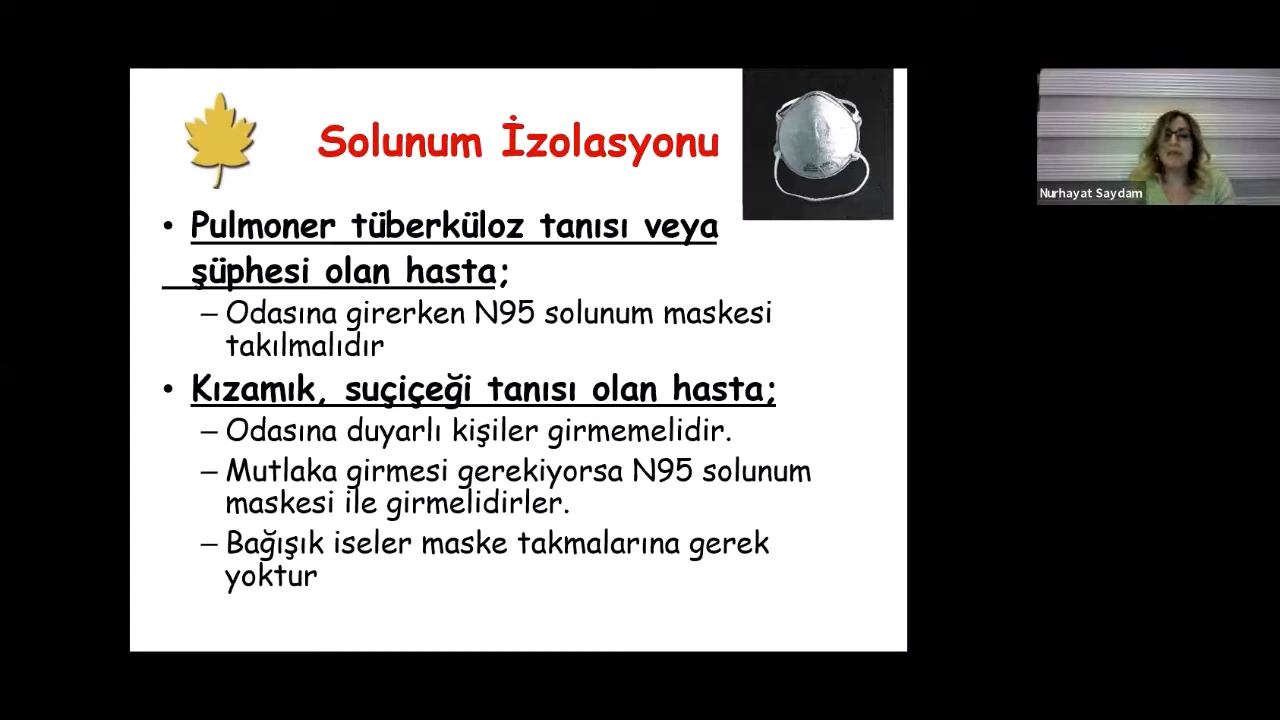 Solunum İzolasyonu
• Pulmoner tüberküloz tanısı veya
şüphesi olan hasta;
– Odasına girerken N95 solunum maskesi
takılmalıdır
• Kızamık, suçiçeği tanısı olan hasta;
– Odasına duyarlı kişiler girmemelidir.
– Mutlaka girmesi gerekiyorsa N95 solunum
maskesi ile girmelidirler.
– Bağışık iseler maske takmalarına gerek
yoktur
Nurhayat Saydam